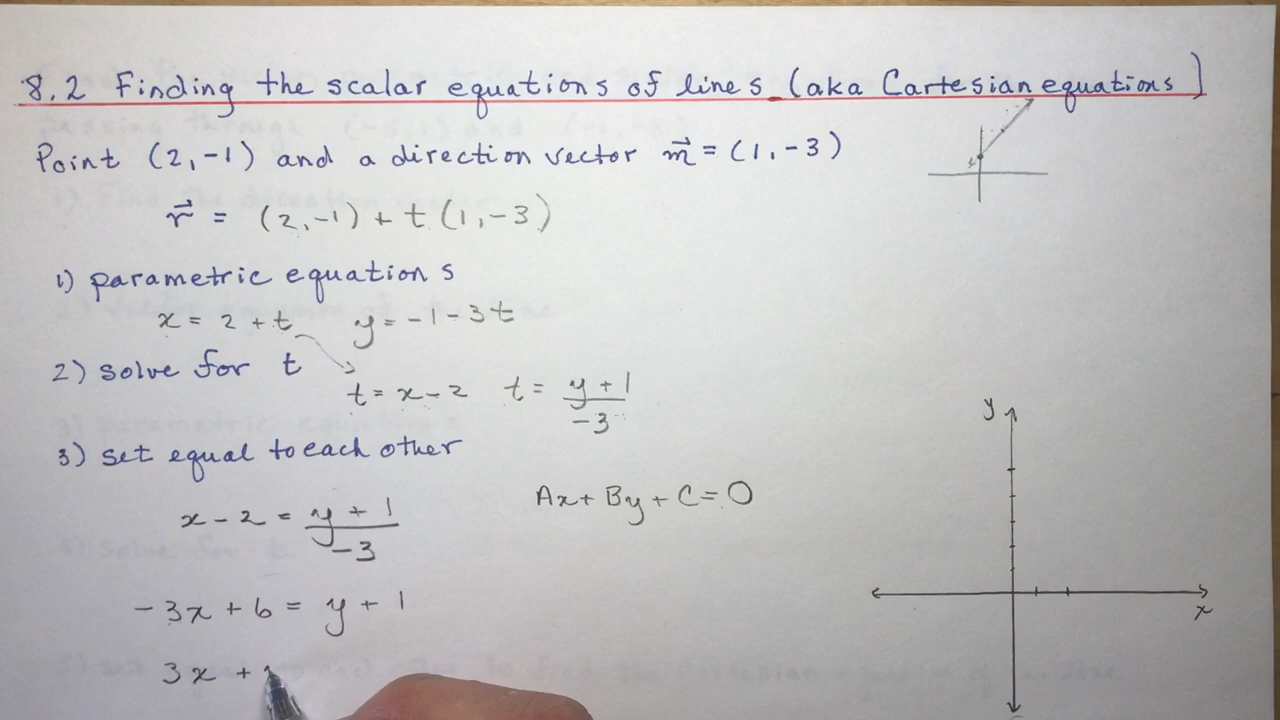 8.2 Finding the scalar equations of lines (aka Cartesian equations)
Point (2,-1) and a direction vector m⃗ = (1,-3)
r⃗ = (2,-1) + t(1,-3)
1) parametric equations
x = 2 + t y = -1 - 3t
2) solve for t
t = x - 2 t = (y + 1)/-3
3) set equal to each other
x - 2 = (y + 1)/-3
Ax + By + C = 0
-3x + 6 = y + 1
3x +
y
x